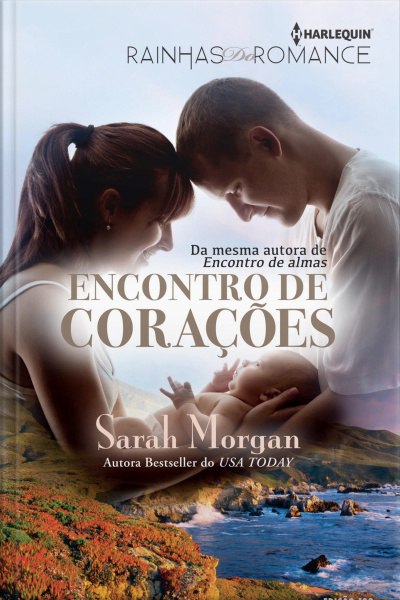 HARLEQUIN
RAINHAS DO ROMANCE
Da mesma autora de
Encontro de almas
ENCONTRO DE
CORAÇÕES
Sarah Morgan
Autora Bestseller do USA TODAY